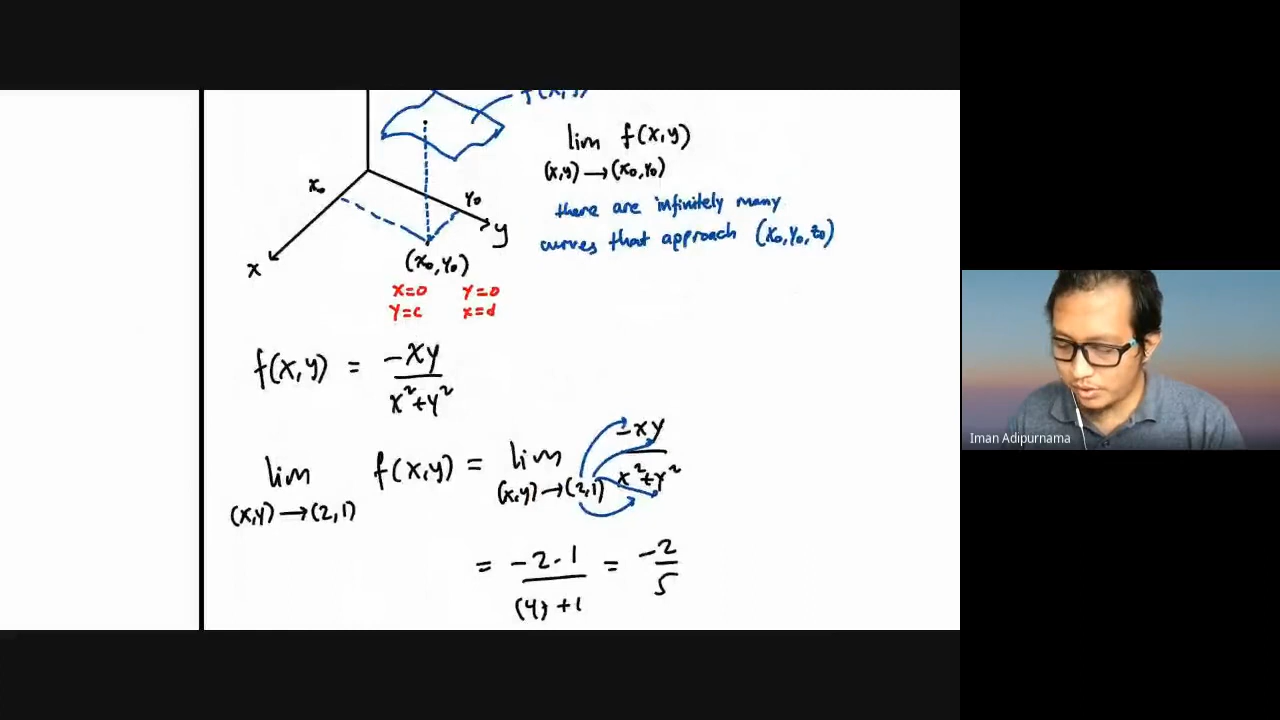 f(x,y)
lim f(x,y)
(x,y)→(x₀,y₀)
there are infinitely many
curves that approach (x₀,y₀,z₀)
x₀
y₀
y
x
(x₀,y₀)
x=0 y=0
y=c x=d
f(x,y) = -xy / x²+y²
lim f(x,y) = lim -xy / x²+y²
(x,y)→(2,1) (x,y)→(2,1)
= -2·1 / (4)+1 = -2 / 5
Iman Adipurnama